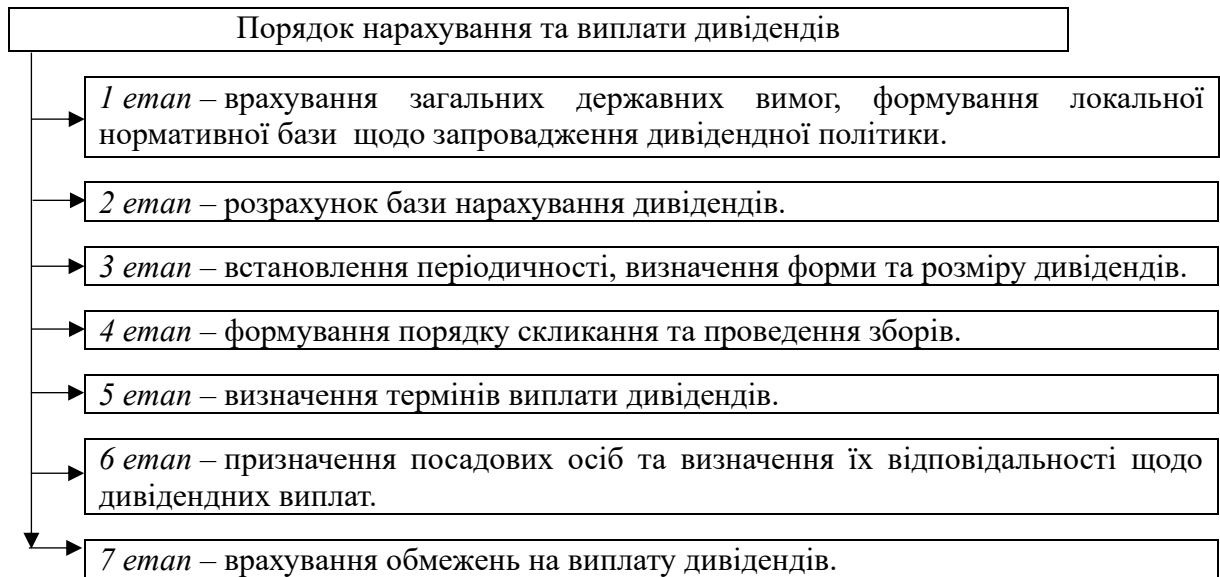 Порядок нарахування та виплати дивідендів
1 етап – врахування загальних державних вимог, формування локальної
нормативної бази щодо запровадження дивідендної політики.
2 етап – розрахунок бази нарахування дивідендів.
3 етап – встановлення періодичності, визначення форми та розміру дивідендів.
4 етап – формування порядку скликання та проведення зборів.
5 етап – визначення термінів виплати дивідендів.
6 етап – призначення посадових осіб та визначення їх відповідальності щодо
дивідендних виплат.
7 етап – врахування обмежень на виплату дивідендів.